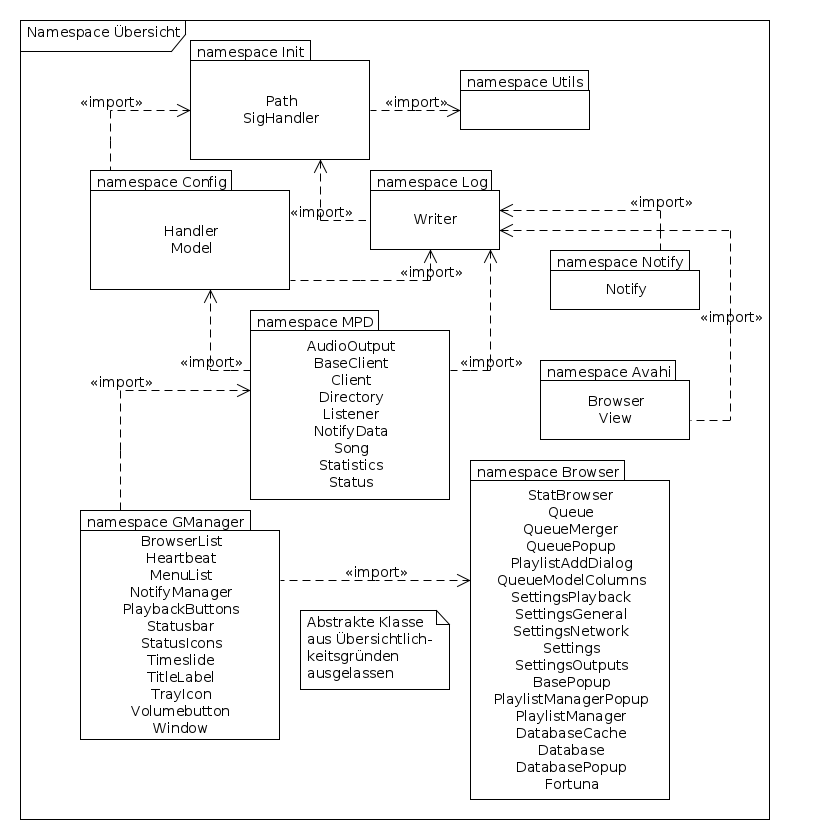 Namespace Übersicht
namespace Init
Path
SigHandler
«import»
«import»
namespace Utils
namespace Config
Handler
Model
«import»
namespace Log
Writer
«import»
«import»
namespace Notify
Notify
«import»
namespace MPD
AudioOutput
BaseClient
Client
Directory
Listener
NotifyData
Song
Statistics
Status
«import»
«import»
namespace Avahi
Browser
View
«import»
namespace GManager
BrowserList
Heartbeat
MenuList
NotifyManager
PlaybackButtons
Statusbar
StatusIcons
Timeslide
TitleLabel
TrayIcon
Volumebutton
Window
«import»
Abstrakte Klasse
aus Übersichtlich-
keitsgründen
ausgelassen
namespace Browser
StatBrowser
Queue
QueueMerger
QueuePopup
PlaylistAddDialog
QueueModelColumns
SettingsPlayback
SettingsGeneral
SettingsNetwork
Settings
SettingsOutputs
BasePopup
PlaylistManagerPopup
PlaylistManager
DatabaseCache
Database
DatabasePopup
Fortuna